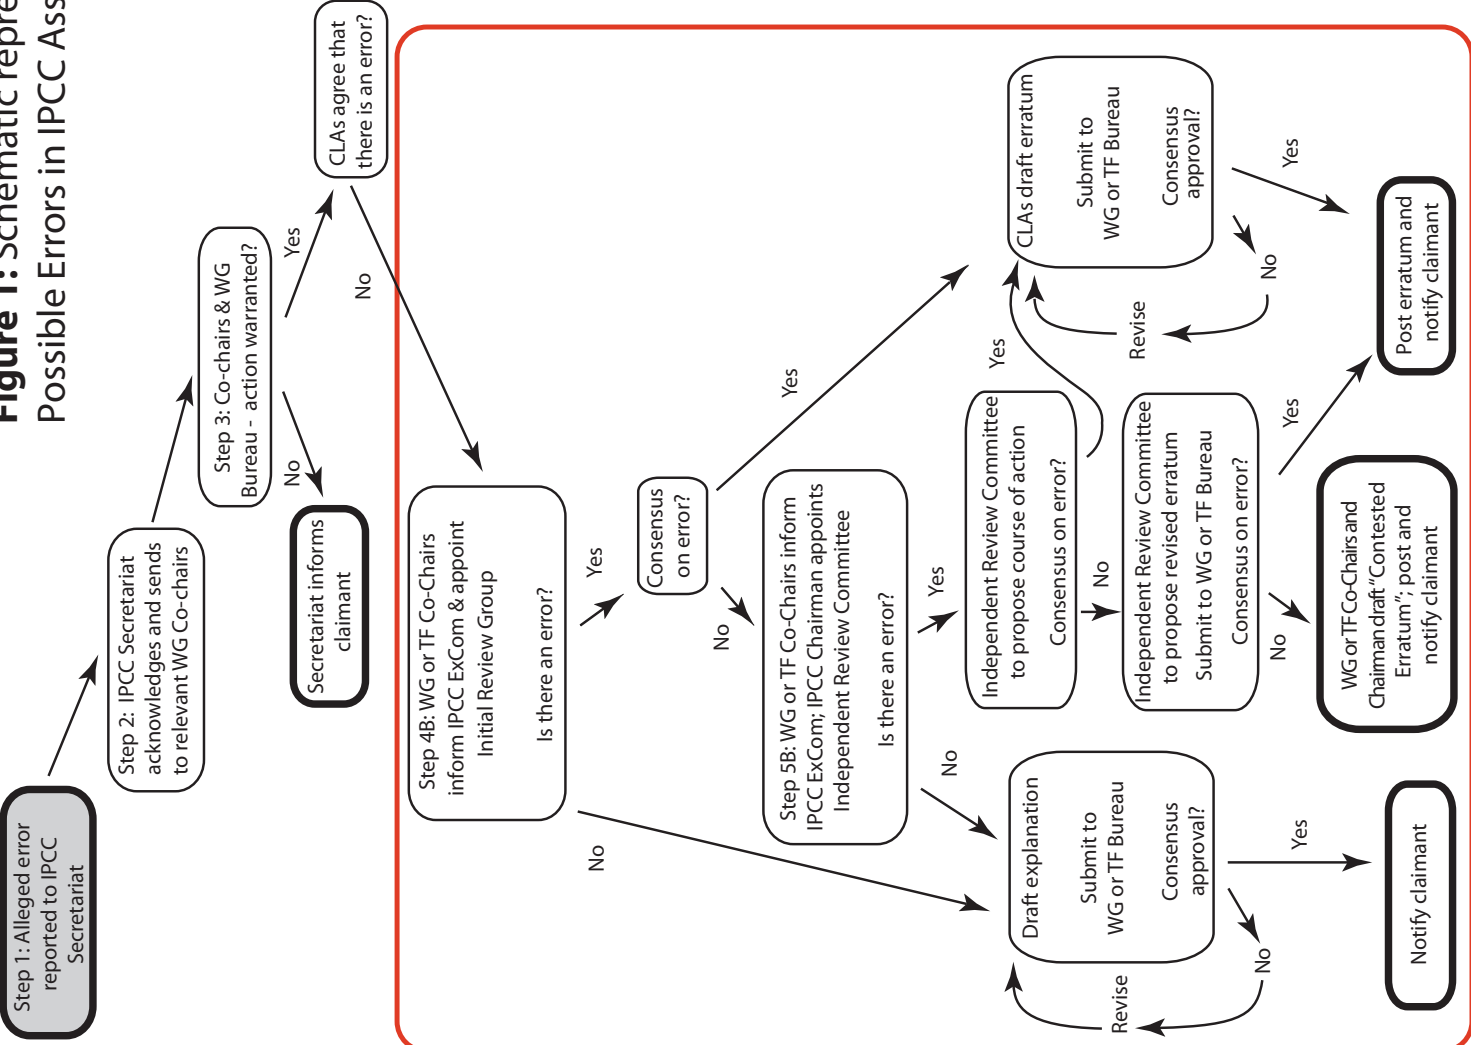 Figure 1: Schematic repre
Possible Errors in IPCC Ass
Step 1: Alleged error
reported to IPCC
Secretariat
Step 2: IPCC Secretariat
acknowledges and sends
to relevant WG Co-chairs
Step 3: Co-chairs & WG
Bureau - action warranted?
No
Yes
Secretariat informs
claimant
CLAs agree that
there is an error?
No
Step 4B: WG or TF Co-Chairs
inform IPCC ExCom & appoint
Initial Review Group
Is there an error?
No
Yes
Consensus
on error?
No
Yes
Step 5B: WG or TF Co-Chairs inform
IPCC ExCom; IPCC Chairman appoints
Independent Review Committee
Is there an error?
No
Yes
Independent Review Committee
to propose course of action
Consensus on error?
Yes
No
Independent Review Committee
to propose revised erratum
Submit to WG or TF Bureau
Consensus on error?
No
Yes
Draft explanation
Submit to
WG or TF Bureau
Consensus
approval?
Revise
No
Yes
CLAs draft erratum
Submit to
WG or TF Bureau
Consensus
approval?
Revise
No
Yes
Notify claimant
WG or TF Co-Chairs and
Chairman draft "Contested
Erratum"; post and
notify claimant
Post erratum and
notify claimant